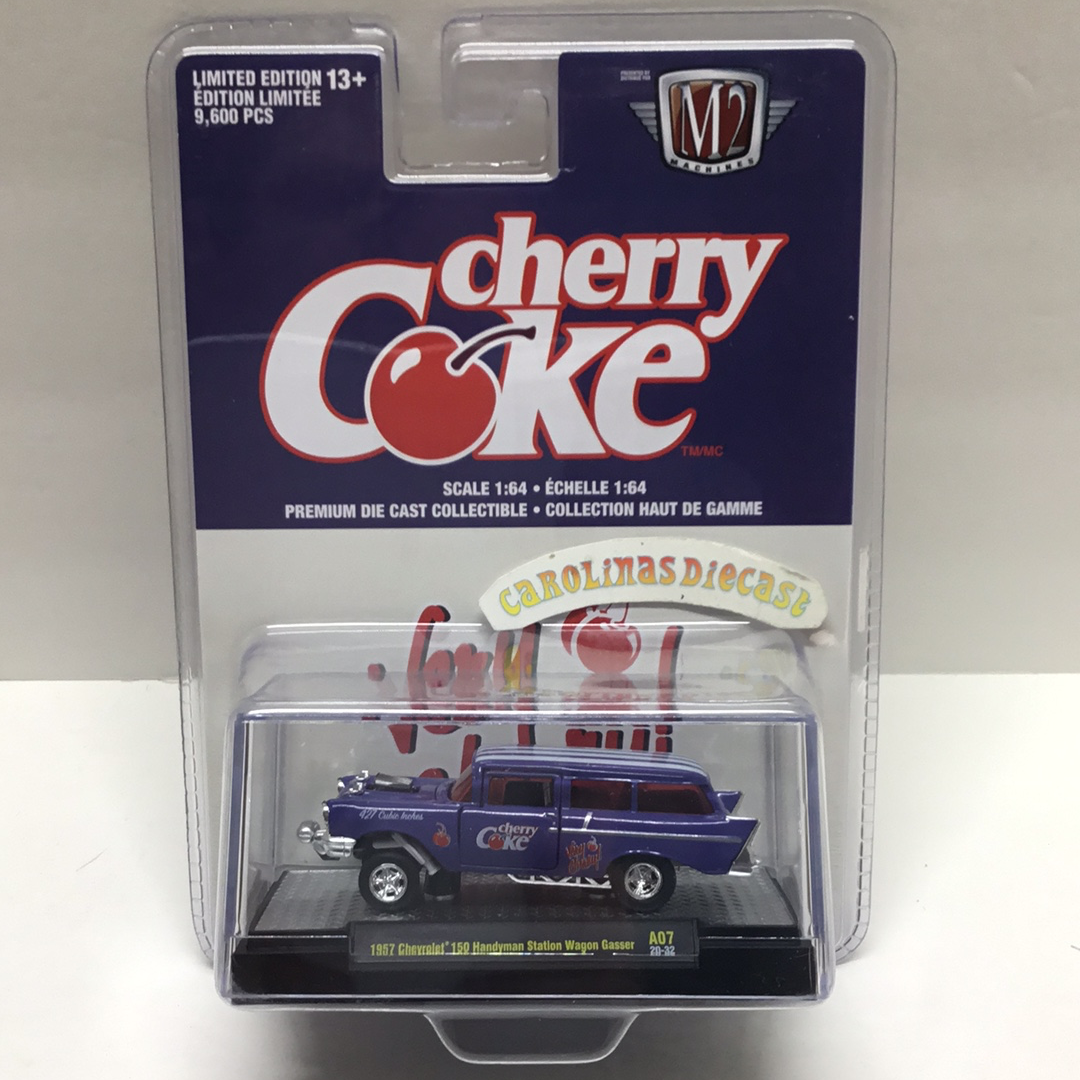 LIMITED EDITION 13+
ÉDITION LIMITÉE
9,600 PCS
M2
MACHINES
cherry
Coke
TM/MC
SCALE 1:64 • ÉCHELLE 1:64
PREMIUM DIE CAST COLLECTIBLE • COLLECTION HAUT DE GAMME
CAROLINAS DIECAST
427 Cubic Inches
cherry
Coke
1957 Chevrolet® 150 Handyman Station Wagon Gasser
A07
20-32